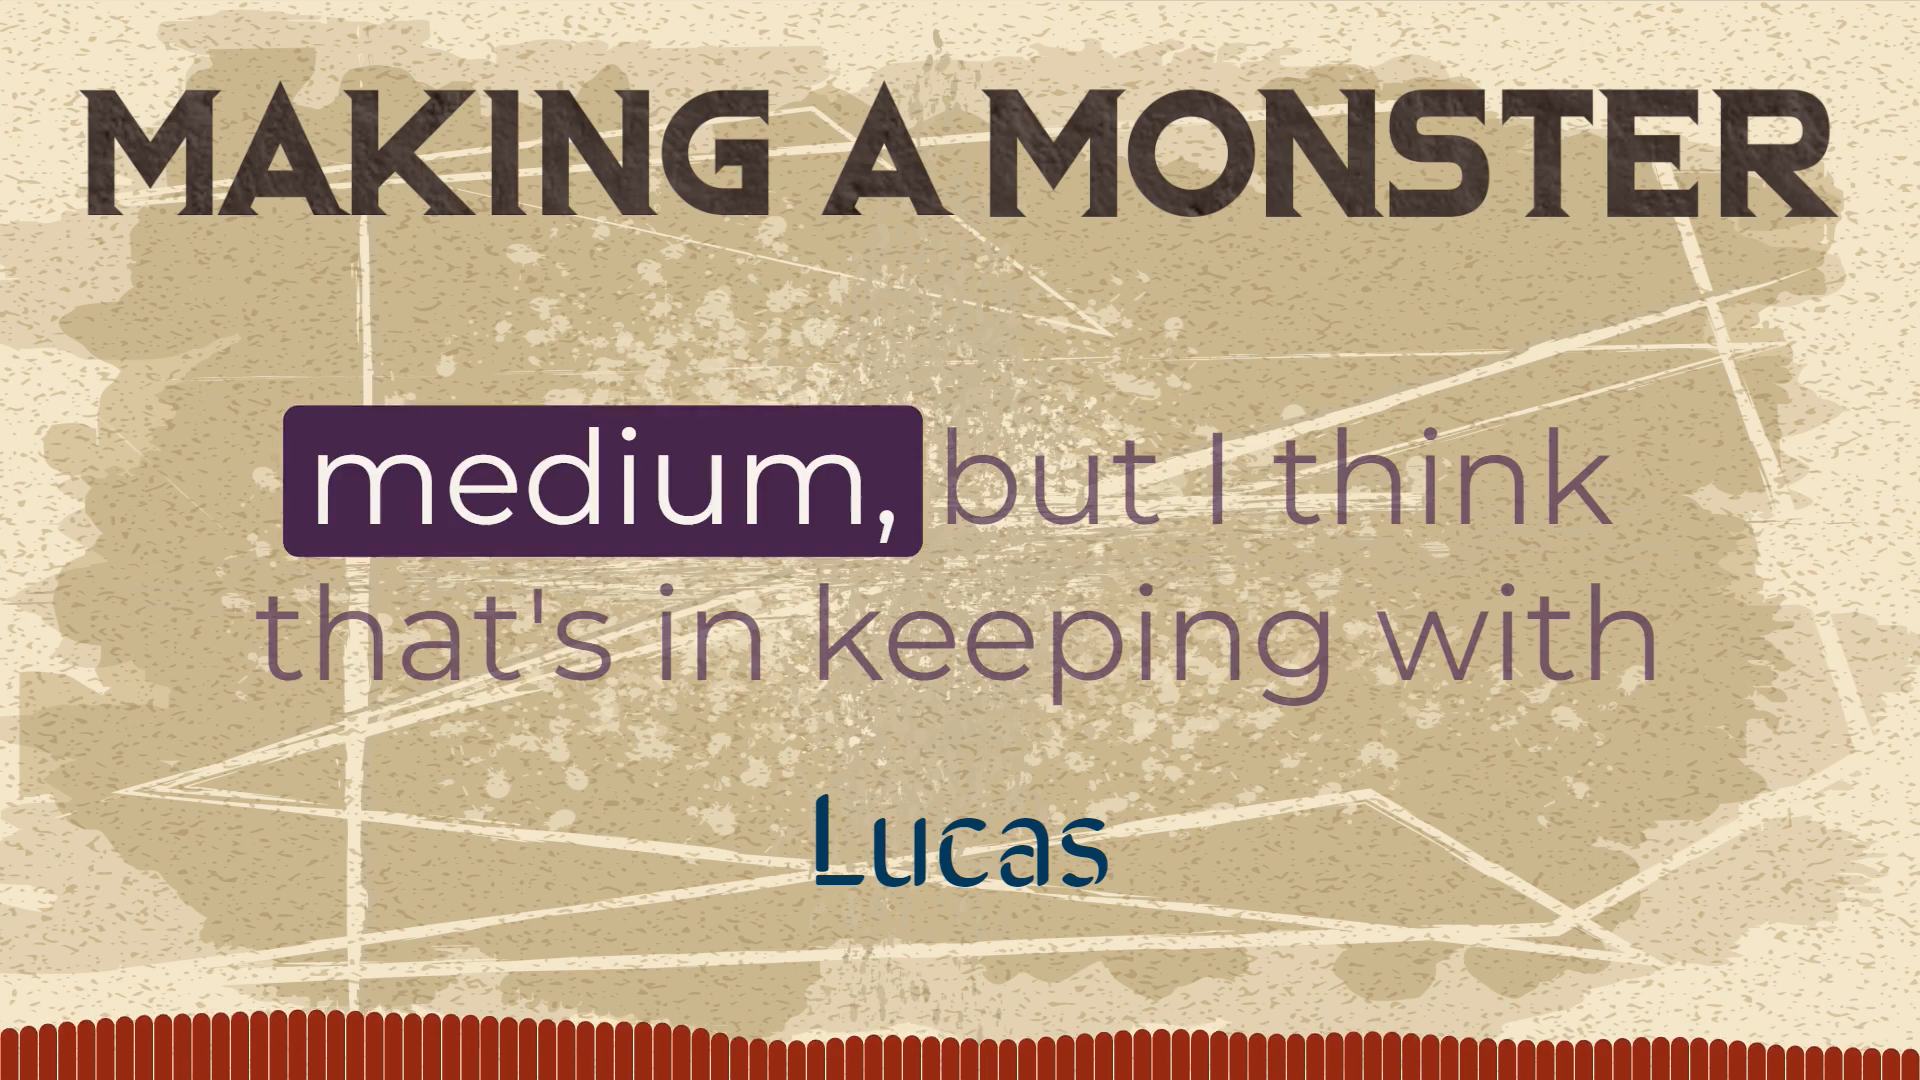 MAKING A MONSTER
medium, but I think
that's in keeping with
Lucas